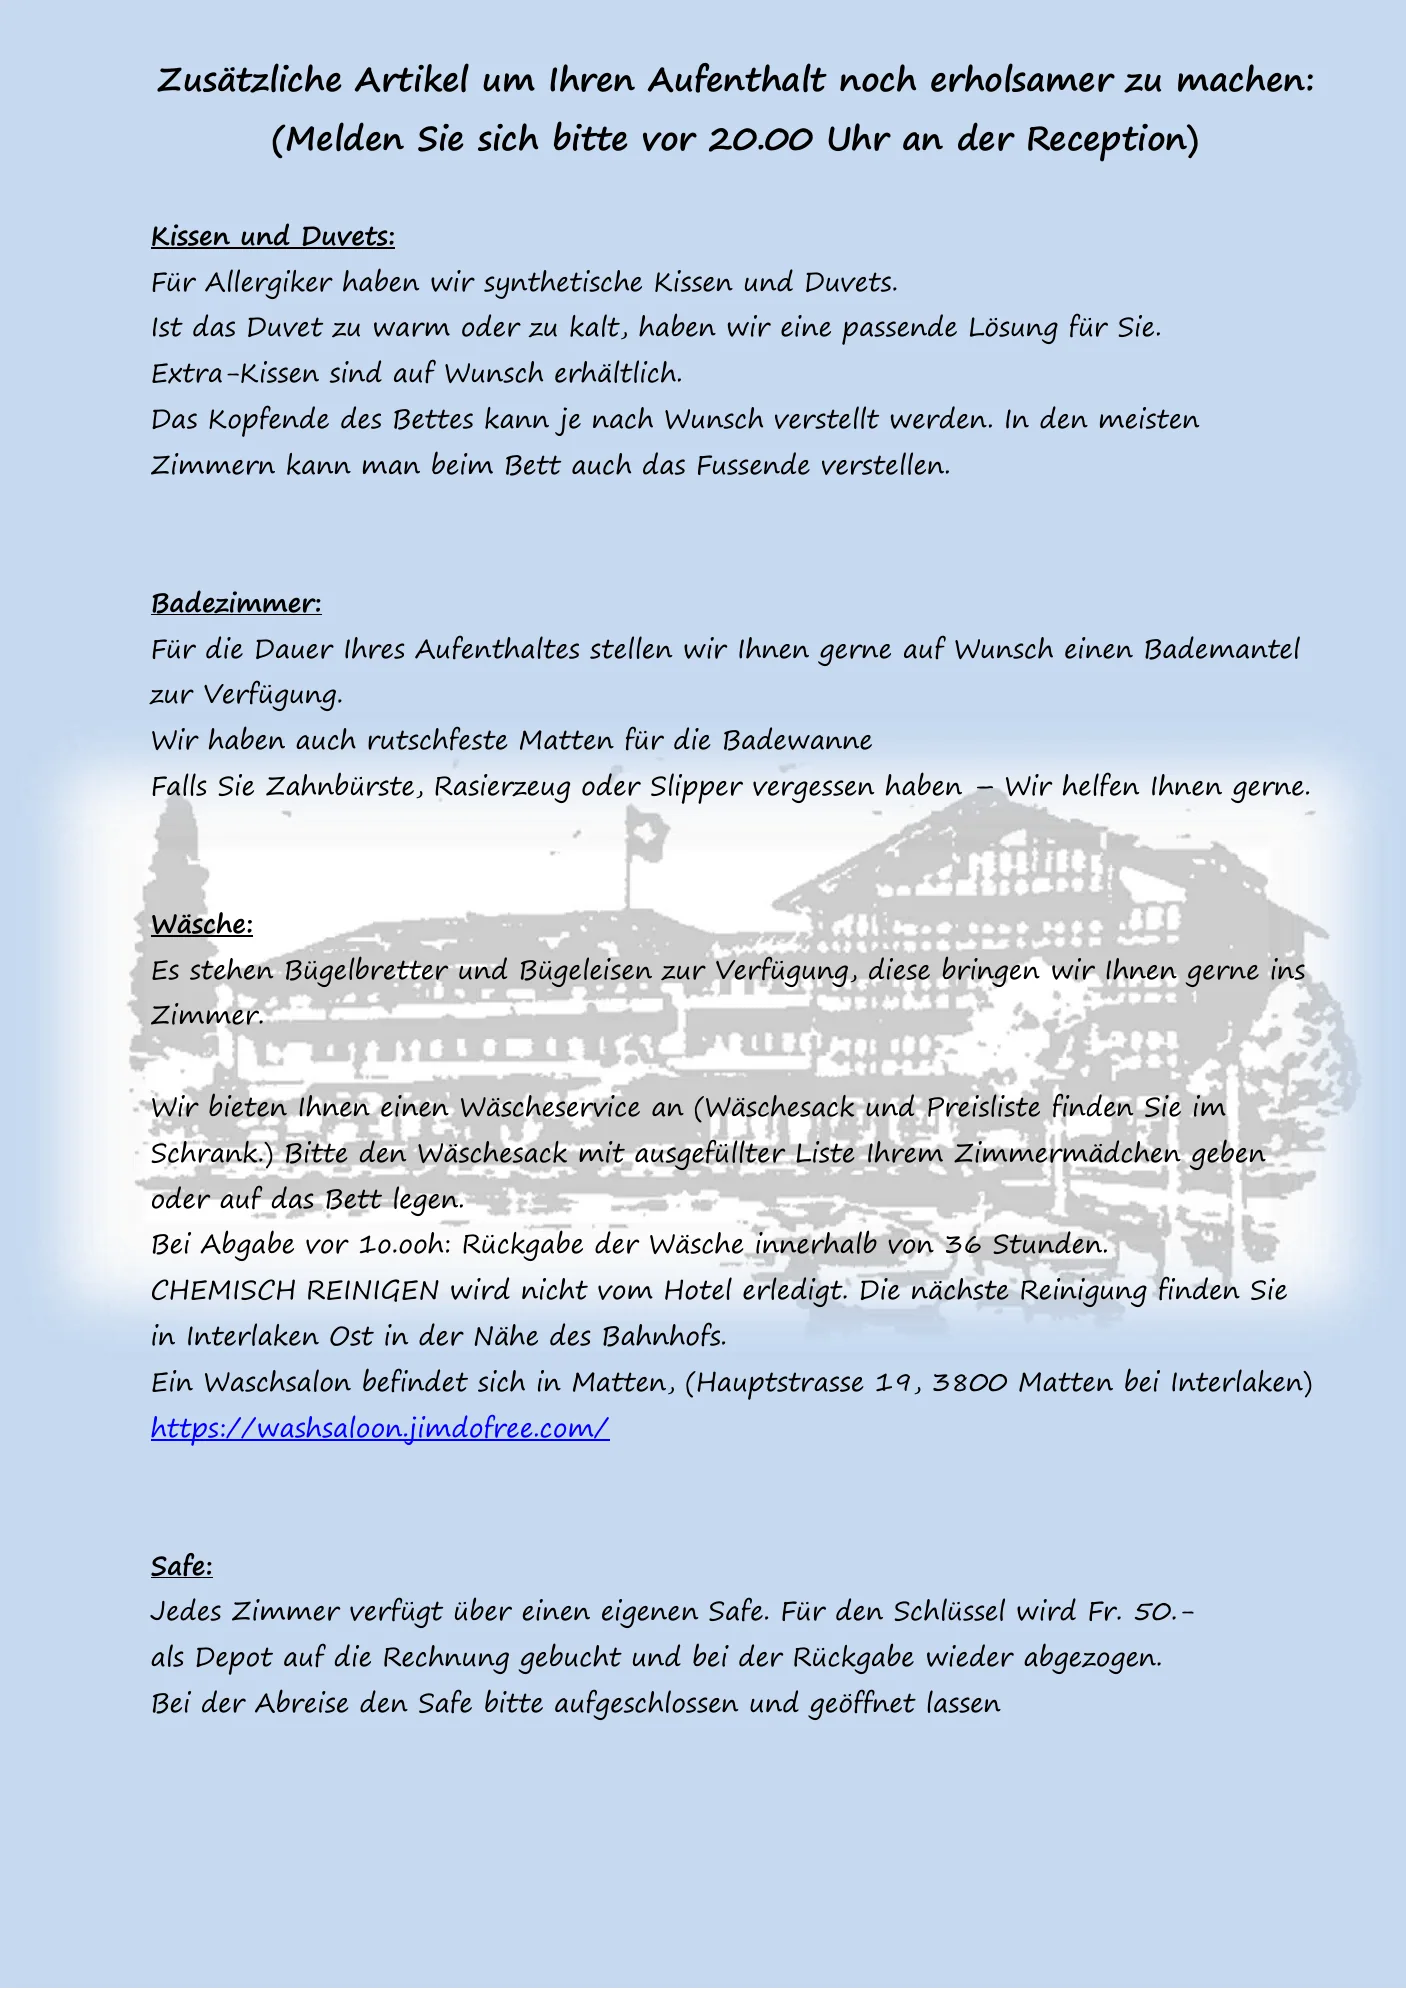 Zusätzliche Artikel um Ihren Aufenthalt noch erholsamer zu machen:
(Melden Sie sich bitte vor 20.00 Uhr an der Reception)
Kissen und Duvets:
Für Allergiker haben wir synthetische Kissen und Duvets.
Ist das Duvet zu warm oder zu kalt, haben wir eine passende Lösung für Sie.
Extra-Kissen sind auf Wunsch erhältlich.
Das Kopfende des Bettes kann je nach Wunsch verstellt werden. In den meisten
Zimmern kann man beim Bett auch das Fussende verstellen.
Badezimmer:
Für die Dauer Ihres Aufenthaltes stellen wir Ihnen gerne auf Wunsch einen Bademantel
zur Verfügung.
Wir haben auch rutschfeste Matten für die Badewanne
Falls Sie Zahnbürste, Rasierzeug oder Slipper vergessen haben – Wir helfen Ihnen gerne.
Wäsche:
Es stehen Bügelbretter und Bügeleisen zur Verfügung, diese bringen wir Ihnen gerne ins
Zimmer.
Wir bieten Ihnen einen Wäscheservice an (Wäschesack und Preisliste finden Sie im
Schrank.) Bitte den Wäschesack mit ausgefüllter Liste Ihrem Zimmermädchen geben
oder auf das Bett legen.
Bei Abgabe vor 1o.ooh: Rückgabe der Wäsche innerhalb von 36 Stunden.
CHEMISCH REINIGEN wird nicht vom Hotel erledigt. Die nächste Reinigung finden Sie
in Interlaken Ost in der Nähe des Bahnhofs.
Ein Waschsalon befindet sich in Matten, (Hauptstrasse 19, 3800 Matten bei Interlaken)
https://washsaloon.jimdofree.com/
Safe:
Jedes Zimmer verfügt über einen eigenen Safe. Für den Schlüssel wird Fr. 50.-
als Depot auf die Rechnung gebucht und bei der Rückgabe wieder abgezogen.
Bei der Abreise den Safe bitte aufgeschlossen und geöffnet lassen